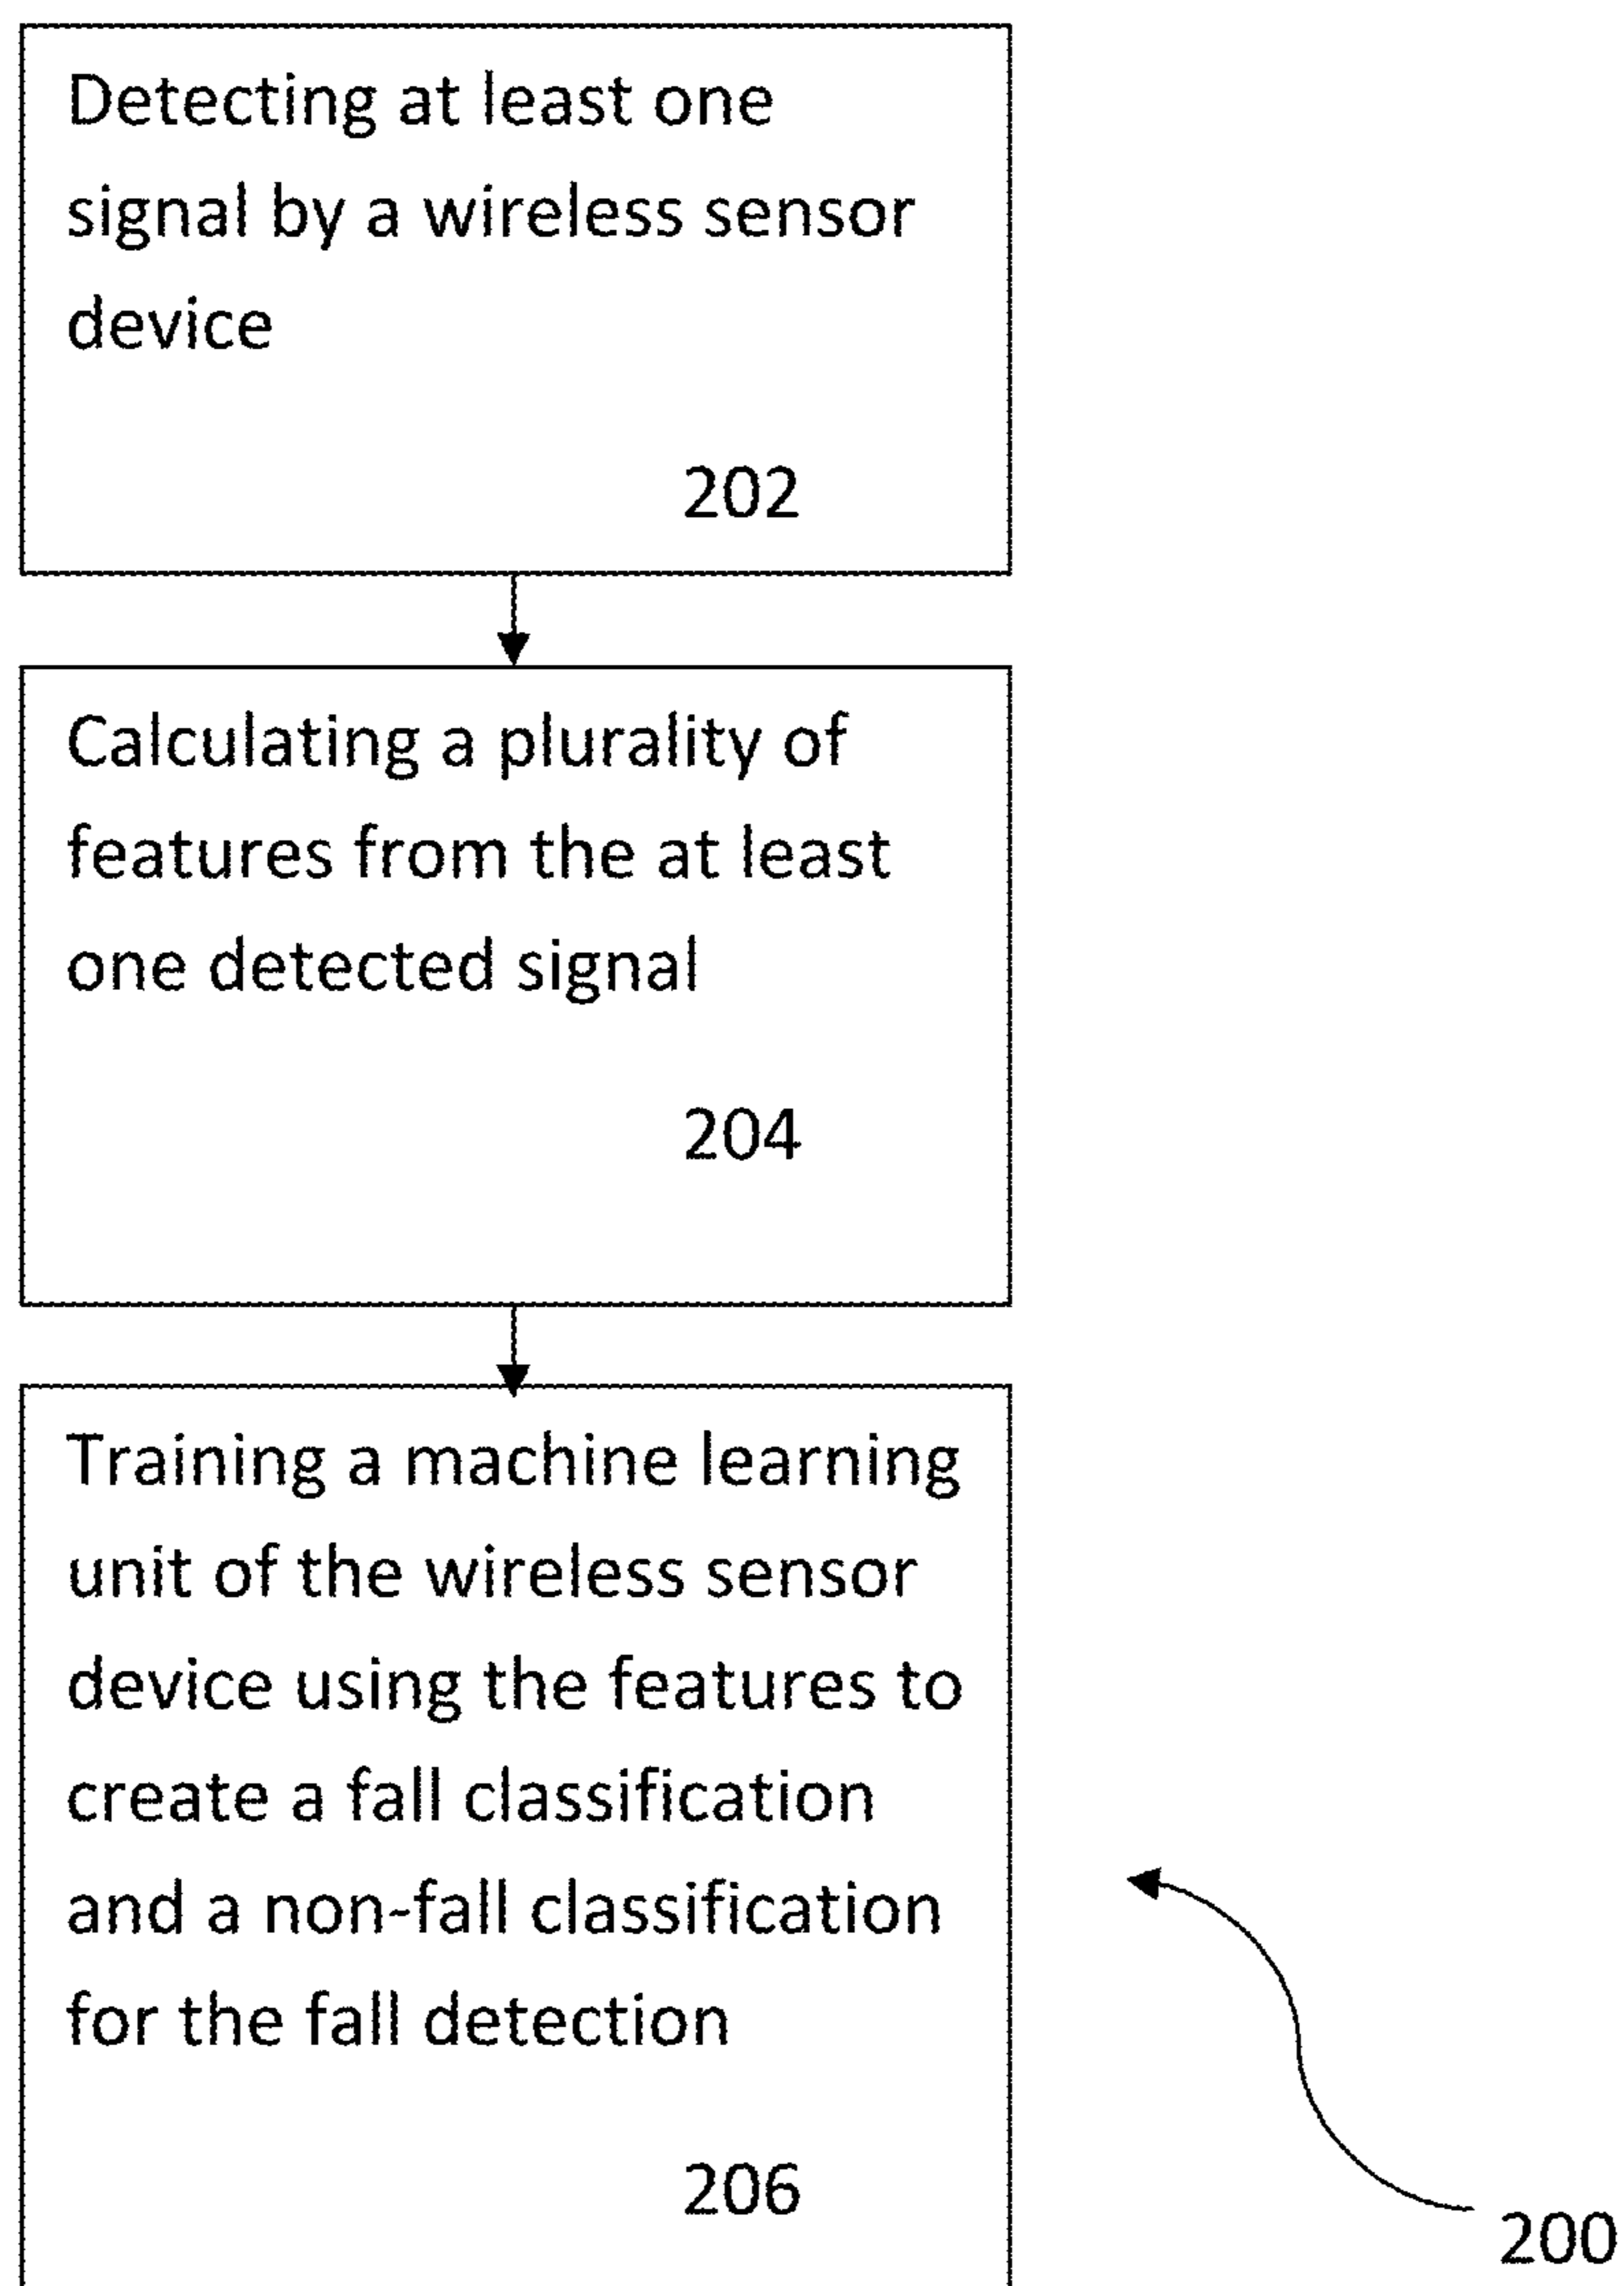 Detecting at least one
signal by a wireless sensor
device
202
Calculating a plurality of
features from the at least
one detected signal
204
Training a machine learning
unit of the wireless sensor
device using the features to
create a fall classification
and a non-fall classification
for the fall detection
206
200